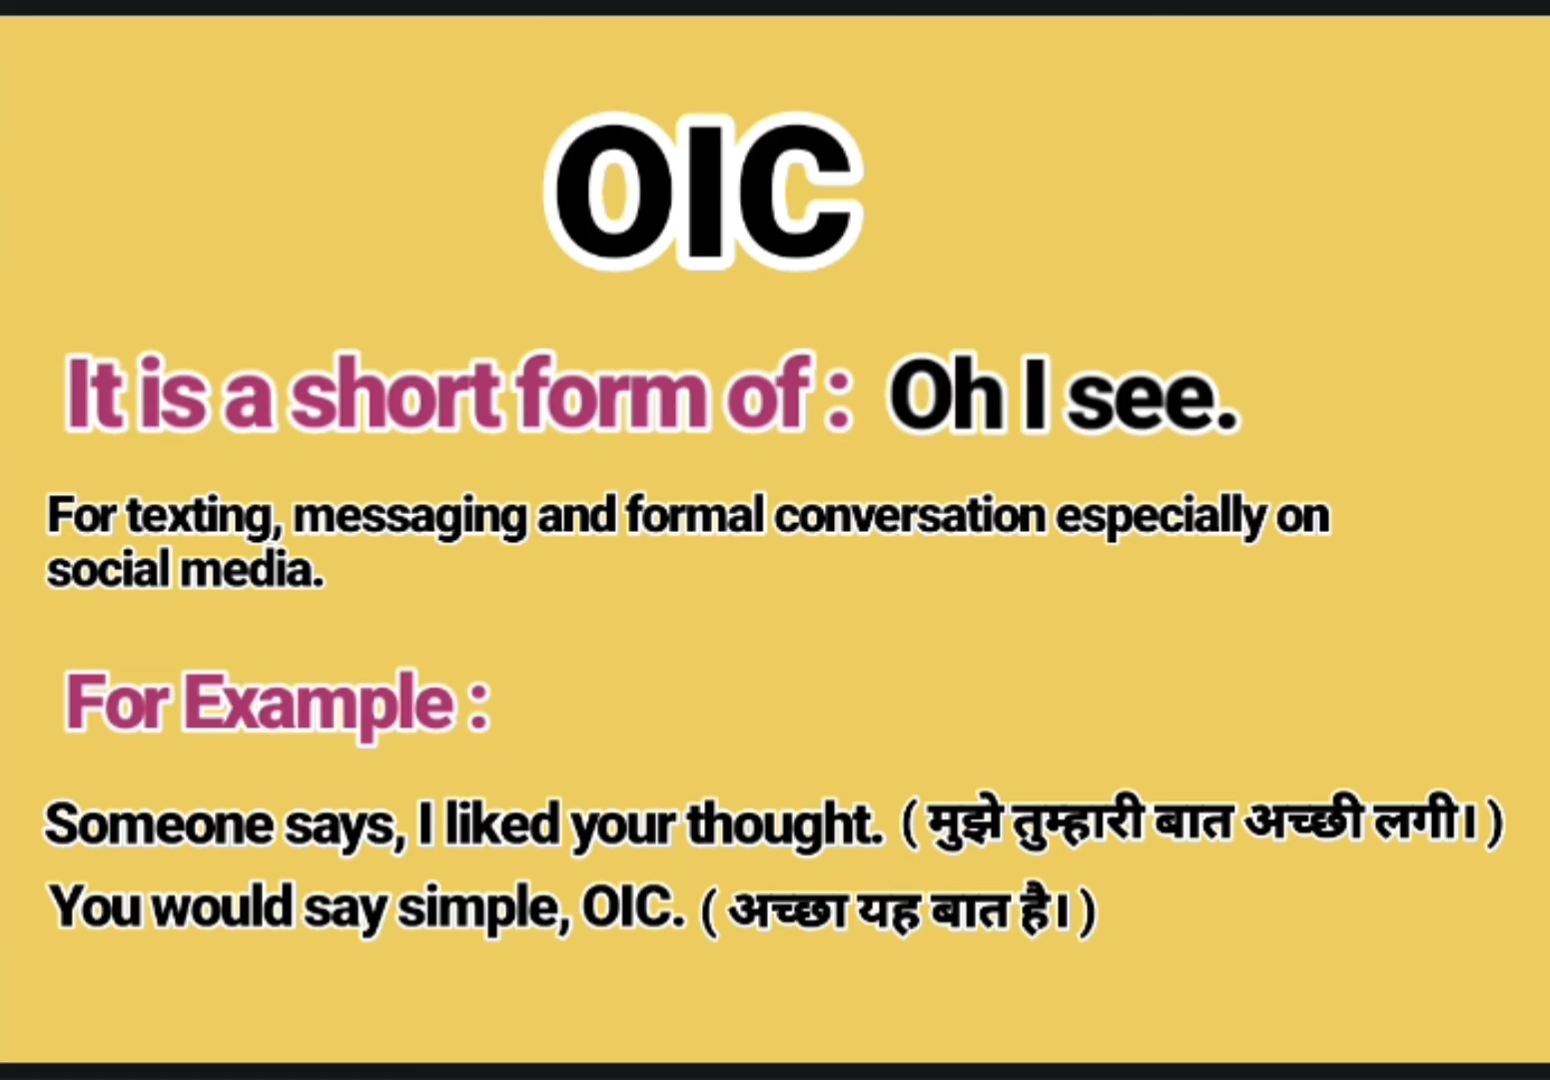 OIC
It is a short form of : Oh I see.
For texting, messaging and formal conversation especially on
social media.
For Example :
Someone says, I liked your thought. ( मुझे तुम्हारी बात अच्छी लगी। )
You would say simple, OIC. ( अच्छा यह बात है। )